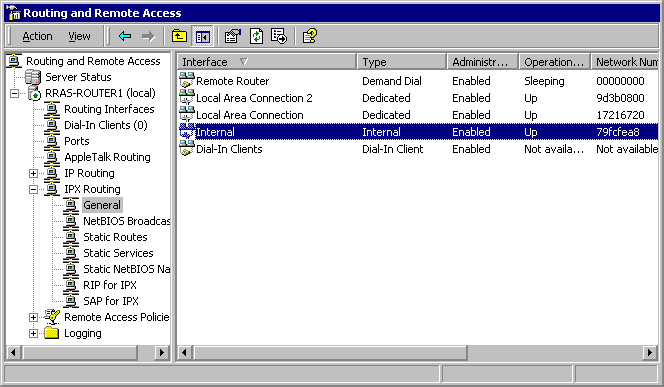 Routing and Remote Access
Action View
Routing and Remote Access
Server Status
RRAS-ROUTER1 (local)
Routing Interfaces
Dial-In Clients (0)
Ports
AppleTalk Routing
IP Routing
IPX Routing
General
NetBIOS Broadcas
Static Routes
Static Services
Static NetBIOS Na
RIP for IPX
SAP for IPX
Remote Access Policie
Logging
Interface Type Administr... Operation... Network Num
Remote Router Demand Dial Enabled Sleeping 00000000
Local Area Connection 2 Dedicated Enabled Up 9d3b0800
Local Area Connection Dedicated Enabled Up 17216720
Internal Internal Enabled Up 79fcfea8
Dial-In Clients Dial-In Client Enabled Not availa... Not available